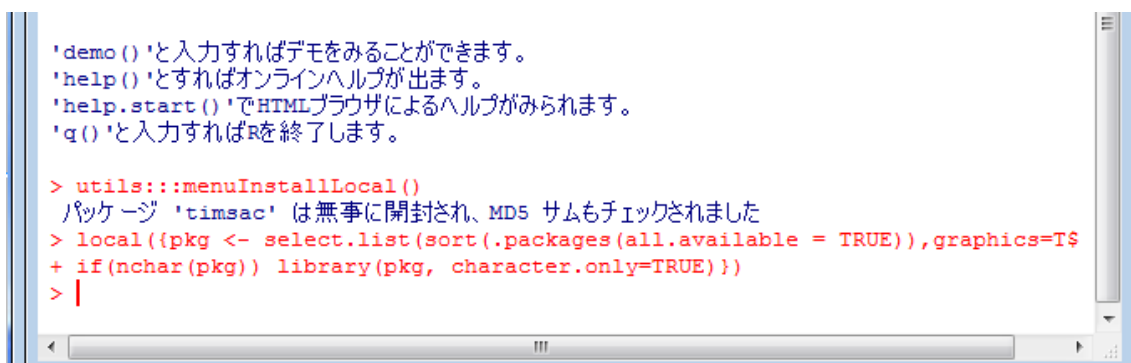 'demo()'と入力すればデモをみることができます。
'help()'とすればオンラインヘルプが出ます。
'help.start()'でHTMLブラウザによるヘルプがみられます。
'q()'と入力すればRを終了します。
> utils:::menuInstallLocal()
パッケージ 'timsac' は無事に開封され、MD5 サムもチェックされました
> local({pkg <- select.list(sort(.packages(all.available = TRUE)),graphics=T$
+ if(nchar(pkg)) library(pkg, character.only=TRUE)})
>